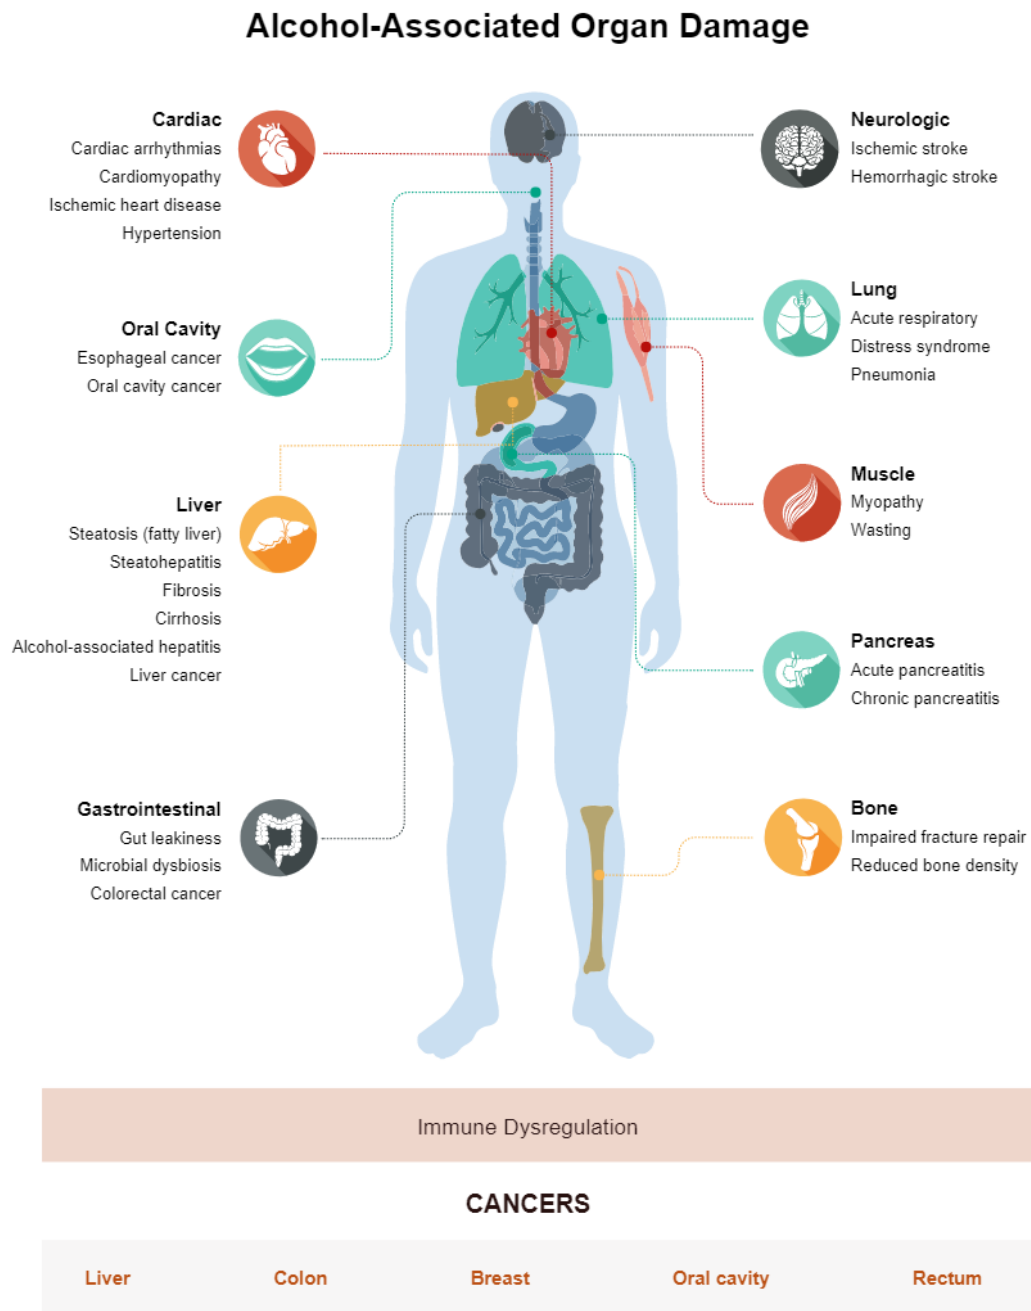 Alcohol-Associated Organ Damage
Cardiac
Cardiac arrhythmias
Cardiomyopathy
Ischemic heart disease
Hypertension
Oral Cavity
Esophageal cancer
Oral cavity cancer
Liver
Steatosis (fatty liver)
Steatohepatitis
Fibrosis
Cirrhosis
Alcohol-associated hepatitis
Liver cancer
Gastrointestinal
Gut leakiness
Microbial dysbiosis
Colorectal cancer
Neurologic
Ischemic stroke
Hemorrhagic stroke
Lung
Acute respiratory
Distress syndrome
Pneumonia
Muscle
Myopathy
Wasting
Pancreas
Acute pancreatitis
Chronic pancreatitis
Bone
Impaired fracture repair
Reduced bone density
Immune Dysregulation
CANCERS
Liver Colon Breast Oral cavity Rectum